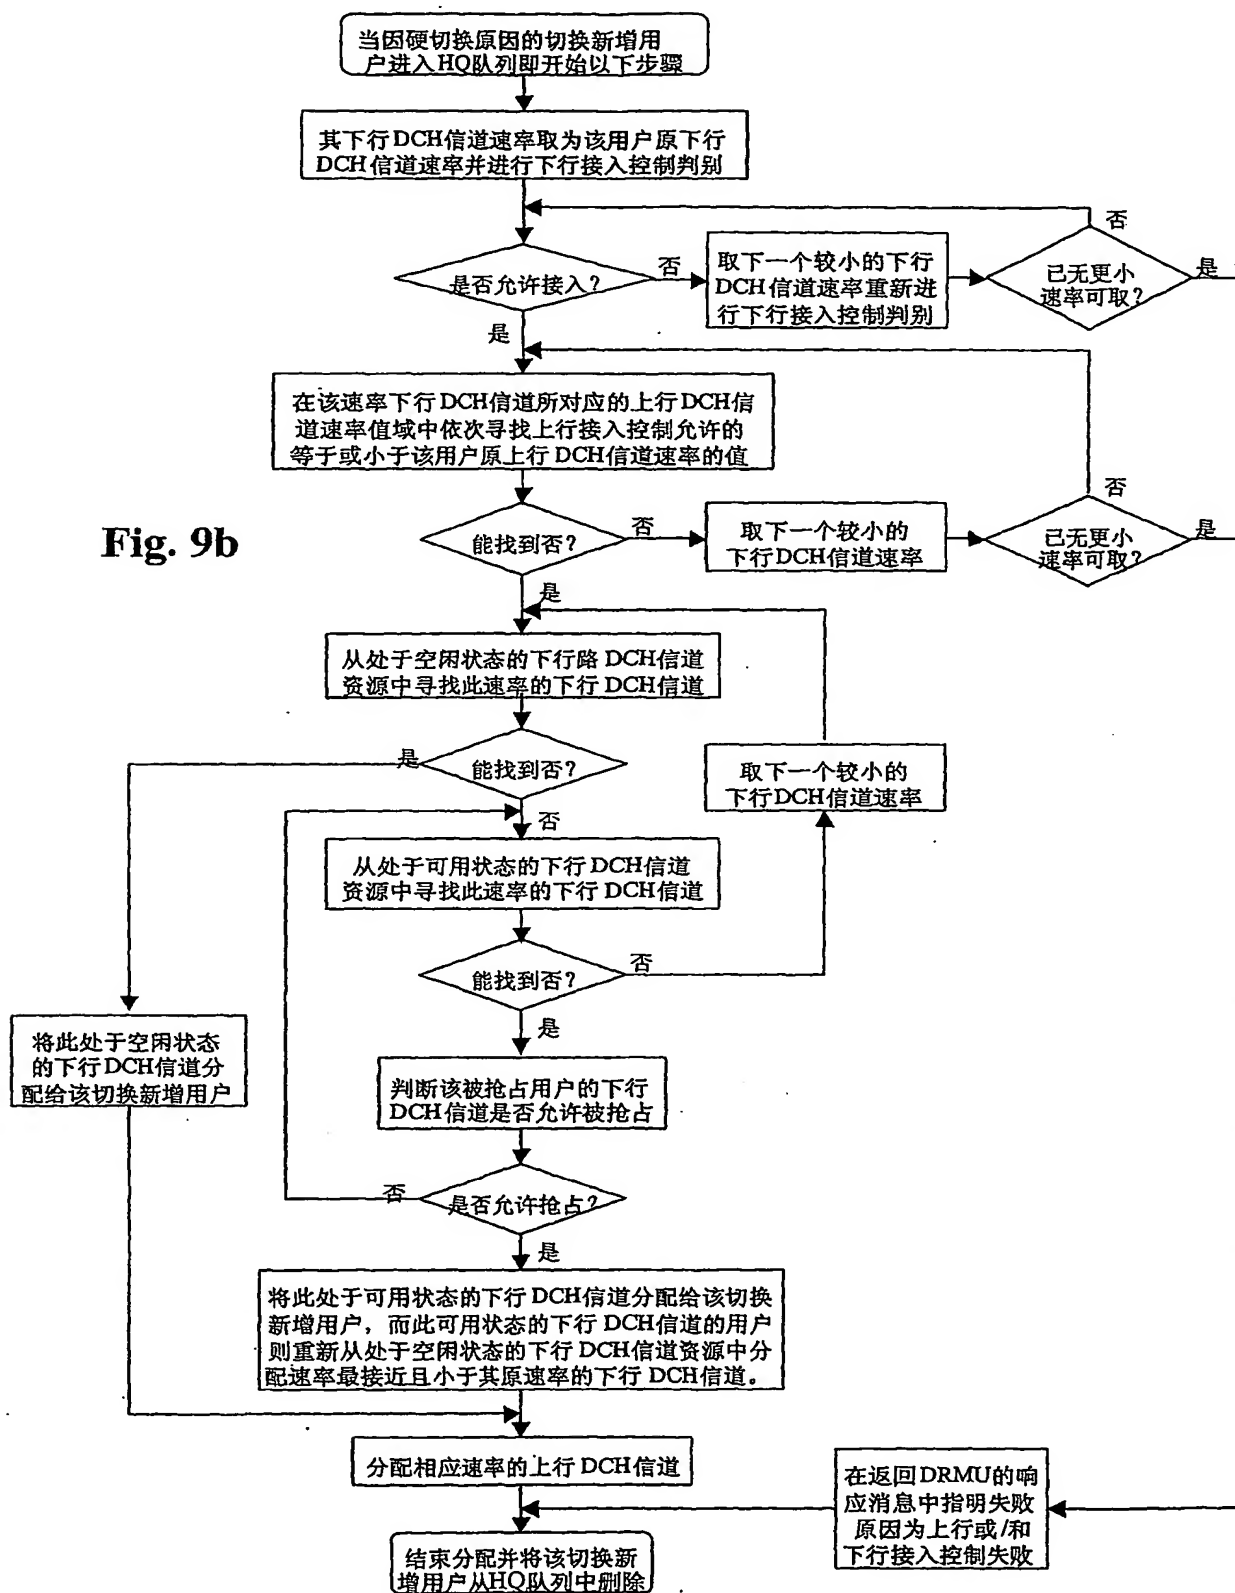 当因硬切换原因的切换新增用
户进入HQ队列即开始以下步骤
其下行DCH信道速率取为该用户原下行
DCH信道速率并进行下行接入控制判别
否
是否允许接入?
否
取下一个较小的下行
DCH信道速率重新进
行下行接入控制判别
已无更小
速率可取?
是
是
在该速率下行DCH信道所对应的上行DCH信
道速率值域中依次寻找上行接入控制允许的
等于或小于该用户原上行DCH信道速率的值
否
Fig. 9b
能找到否?
否
取下一个较小的
下行DCH信道速率
已无更小
速率可取?
是
是
从处于空闲状态的下行路DCH信道
资源中寻找此速率的下行DCH信道
是
能找到否?
取下一个较小的
下行DCH信道速率
否
从处于可用状态的下行DCH信道
资源中寻找此速率的下行DCH信道
能找到否?
否
是
将此处于空闲状态
的下行DCH信道分
配给该切换新增用户
判断该被抢占用户的下行
DCH信道是否允许被抢占
否
是否允许抢占?
是
将此处于可用状态的下行DCH信道分配给该切换
新增用户，而此可用状态的下行DCH信道的用户
则重新从处于空闲状态的下行DCH信道资源中分
配速率最接近且小于其原速率的下行DCH信道。
分配相应速率的上行DCH信道
在返回DRMU的响
应消息中指明失败
原因为上行或/和
下行接入控制失败
结束分配并将该切换新
增用户从HQ队列中删除